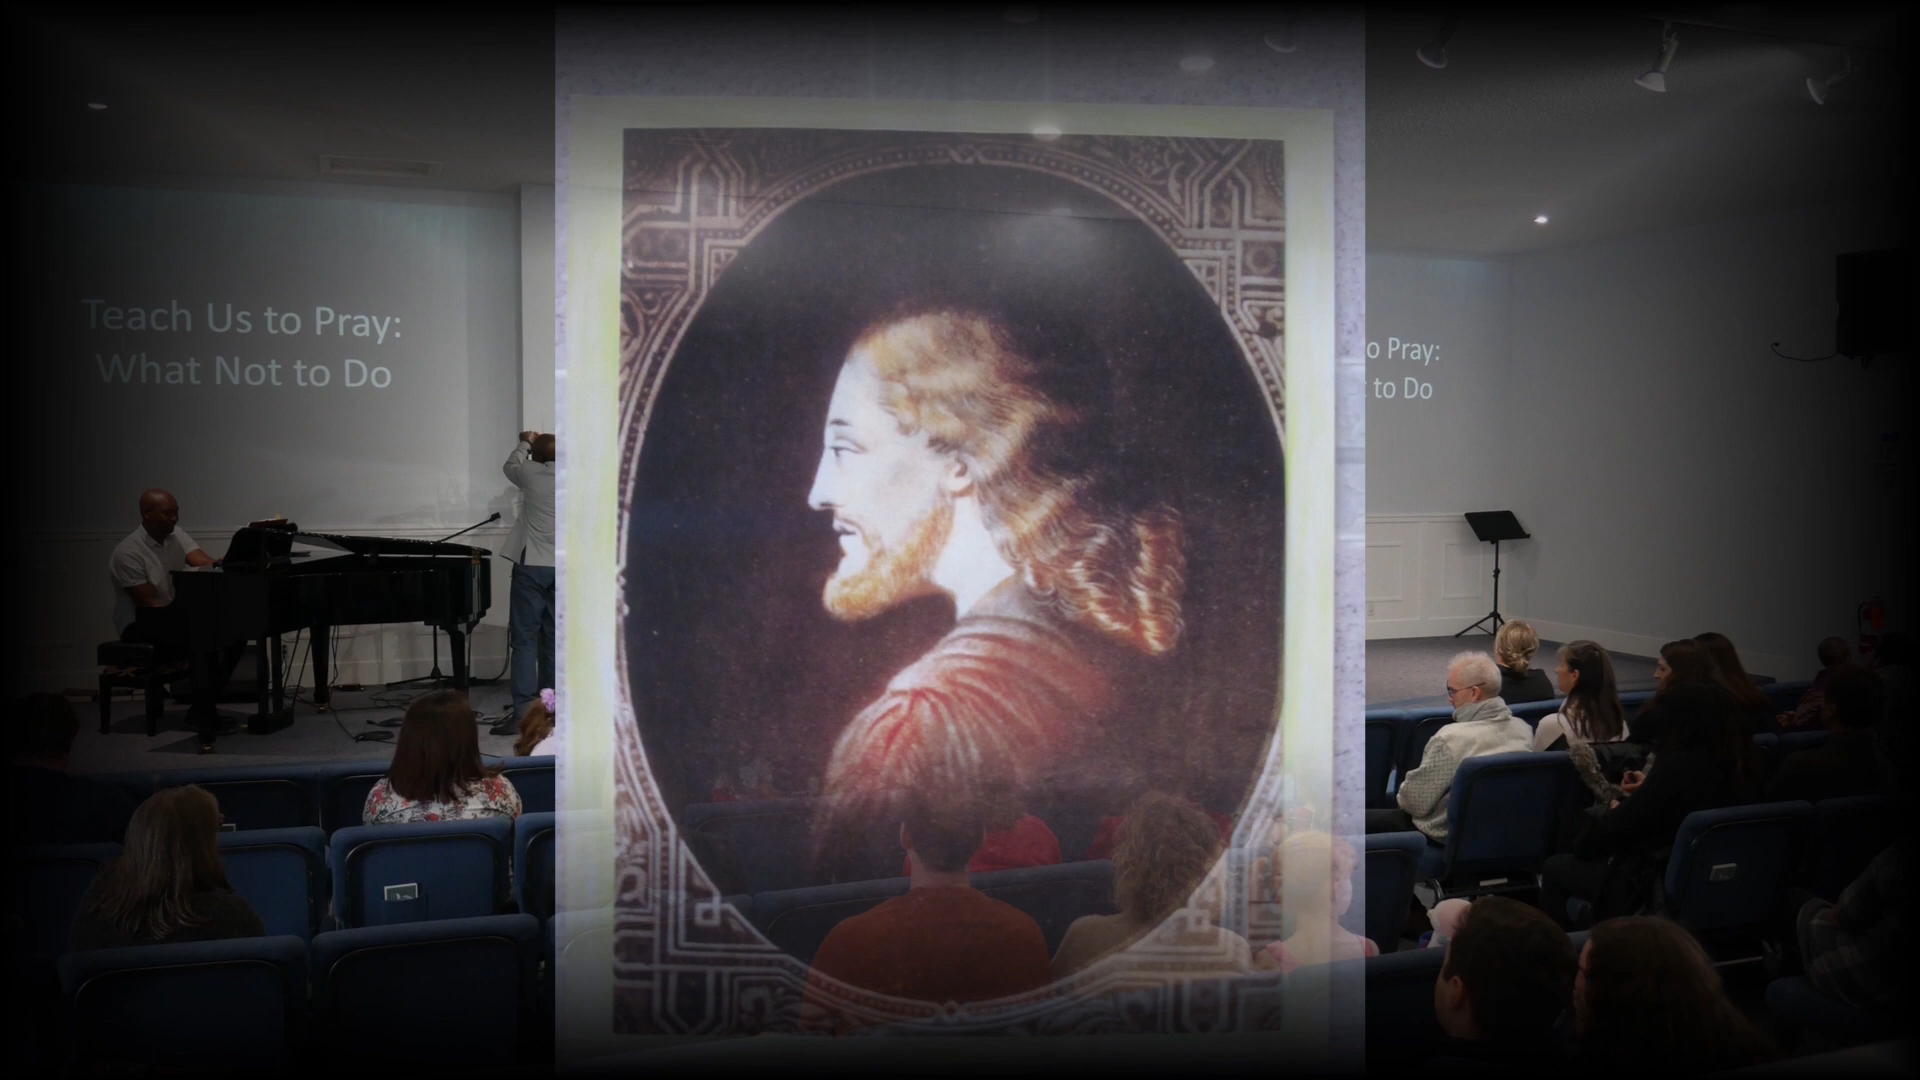 Teach Us to Pray:
What Not to Do
o Pray:
to Do